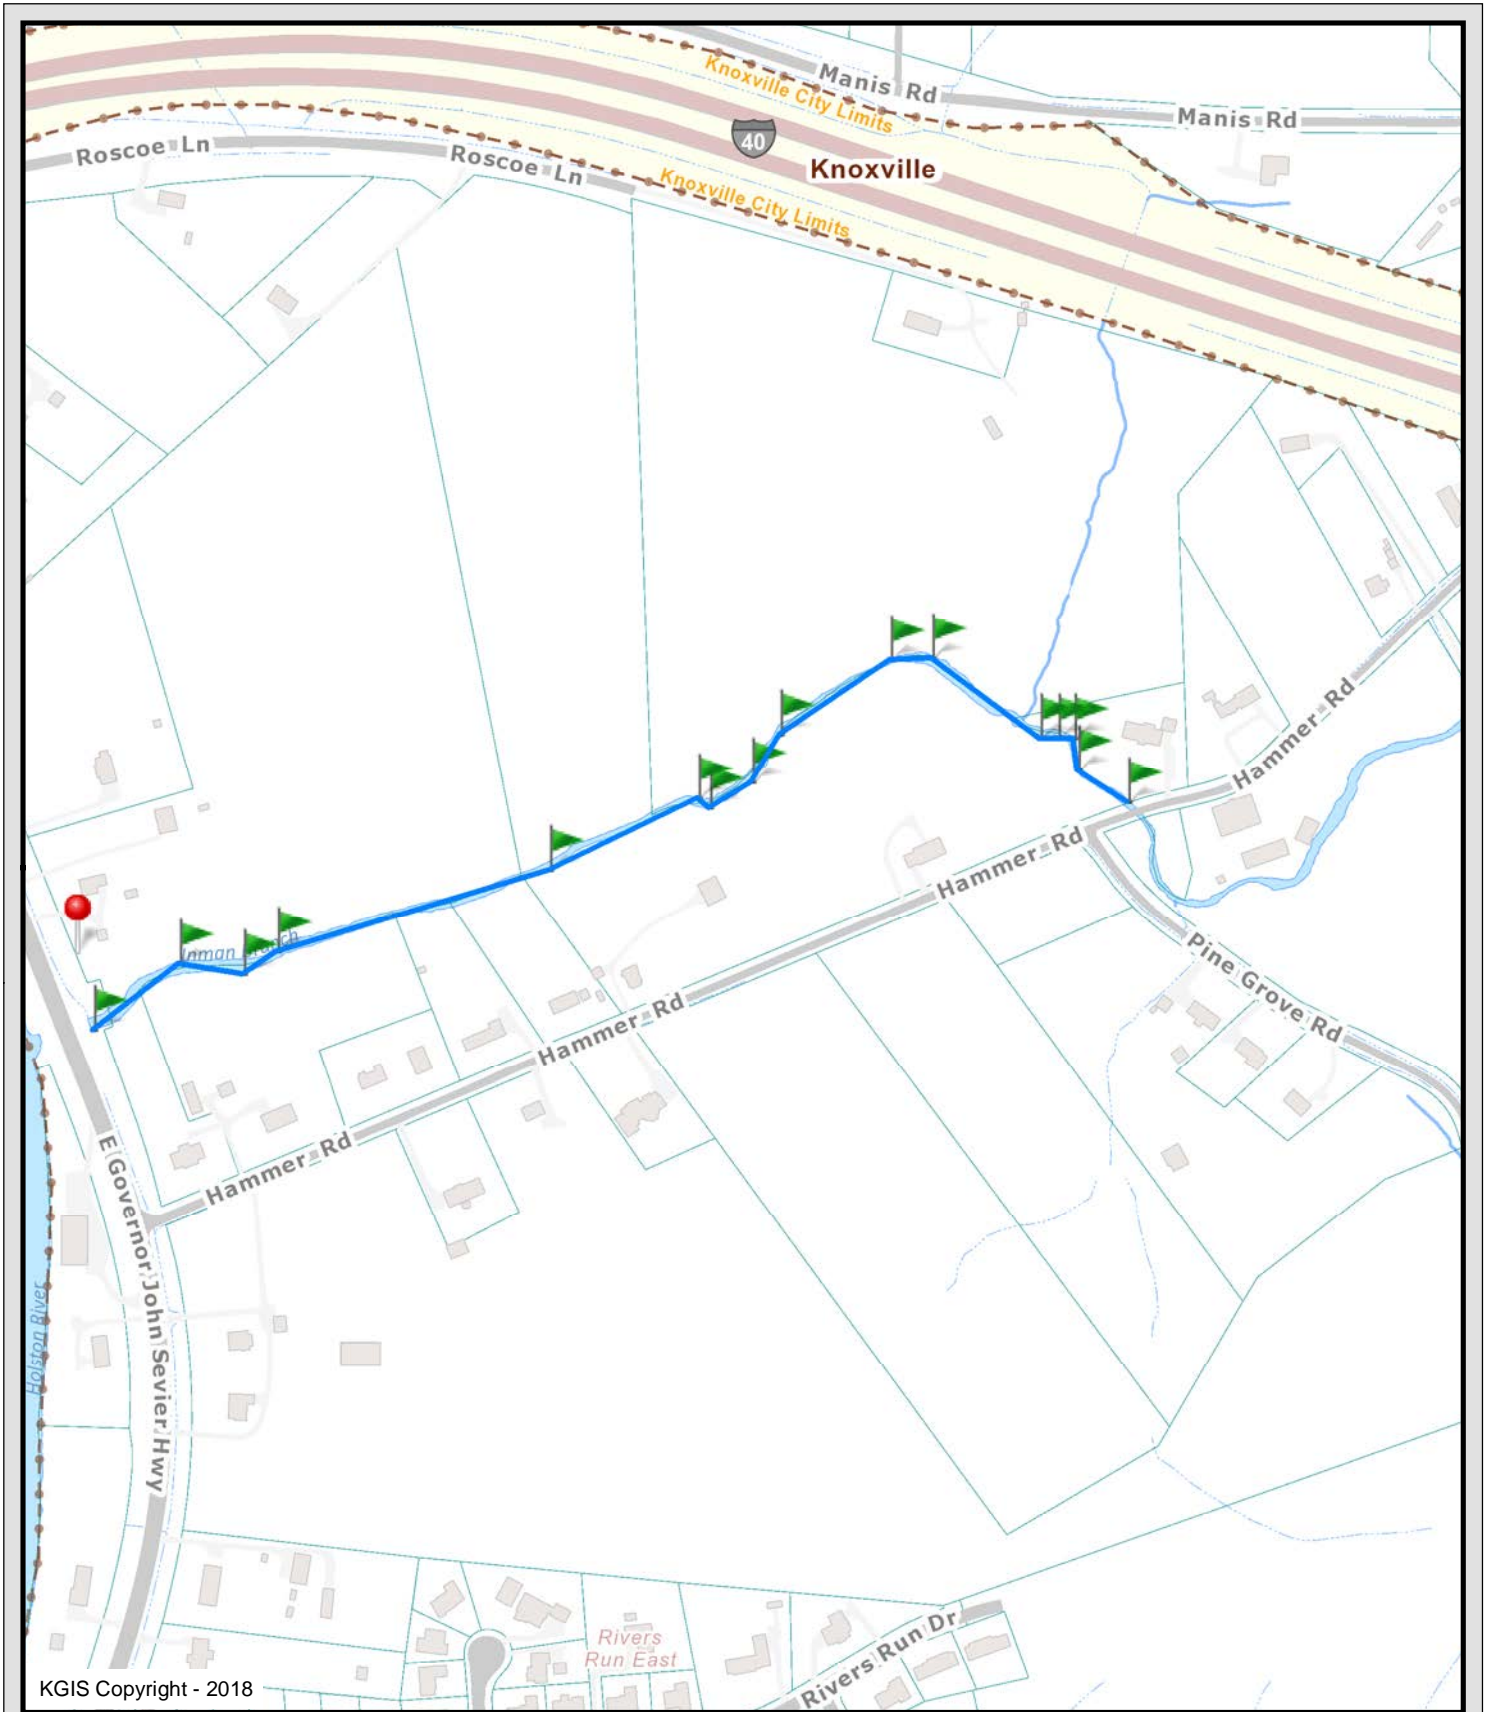 Manis Rd
Knoxville City Limits
Manis Rd
40
Roscoe Ln
Roscoe Ln
Knoxville
Knoxville City Limits
Hammer Rd
Hammer Rd
Inman Branch
Pine Grove Rd
Hammer Rd
Hammer Rd
E Governor John Sevier Hwy
Holston River
Rivers
Run East
Rivers Run Dr
KGIS Copyright - 2018